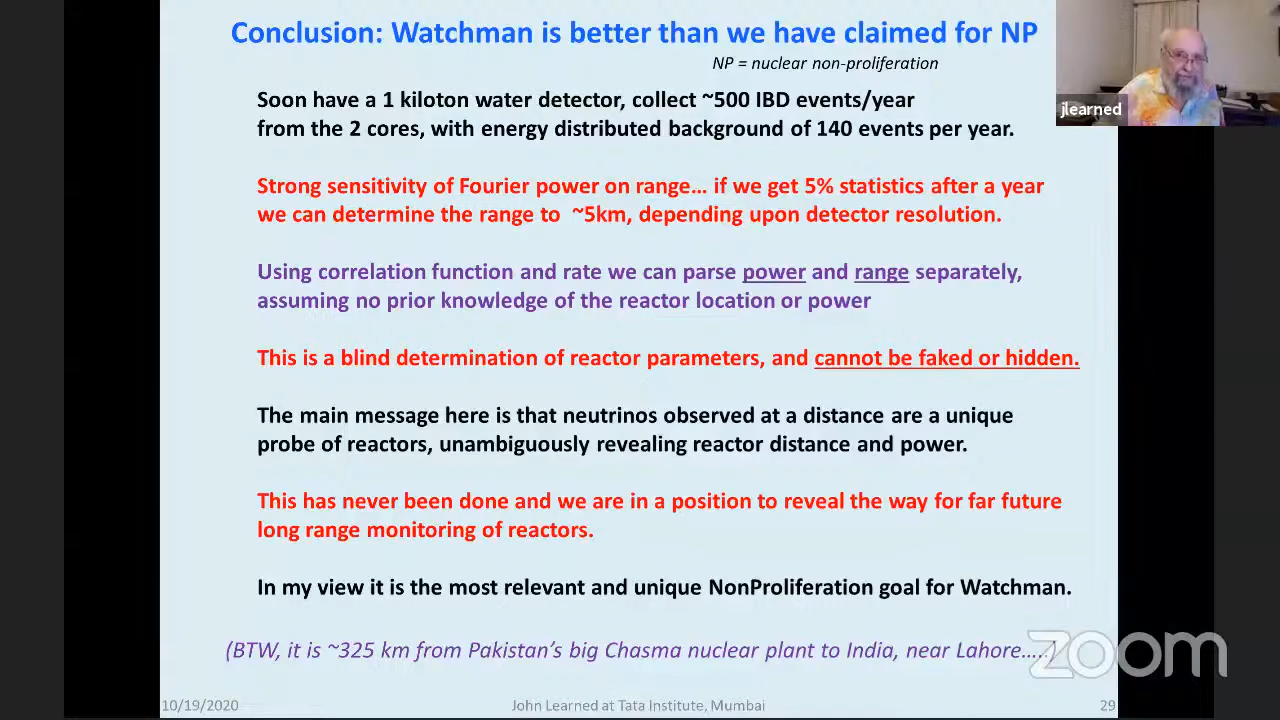 Conclusion: Watchman is better than we have claimed for NP
NP = nuclear non-proliferation
jlearned
Soon have a 1 kiloton water detector, collect ~500 IBD events/year
from the 2 cores, with energy distributed background of 140 events per year.
Strong sensitivity of Fourier power on range... if we get 5% statistics after a year
we can determine the range to ~5km, depending upon detector resolution.
Using correlation function and rate we can parse power and range separately,
assuming no prior knowledge of the reactor location or power
This is a blind determination of reactor parameters, and cannot be faked or hidden.
The main message here is that neutrinos observed at a distance are a unique
probe of reactors, unambiguously revealing reactor distance and power.
This has never been done and we are in a position to reveal the way for far future
long range monitoring of reactors.
In my view it is the most relevant and unique NonProliferation goal for Watchman.
(BTW, it is ~325 km from Pakistan's big Chasma nuclear plant to India, near Lahore.....)
zoom
10/19/2020
John Learned at Tata Institute, Mumbai
29